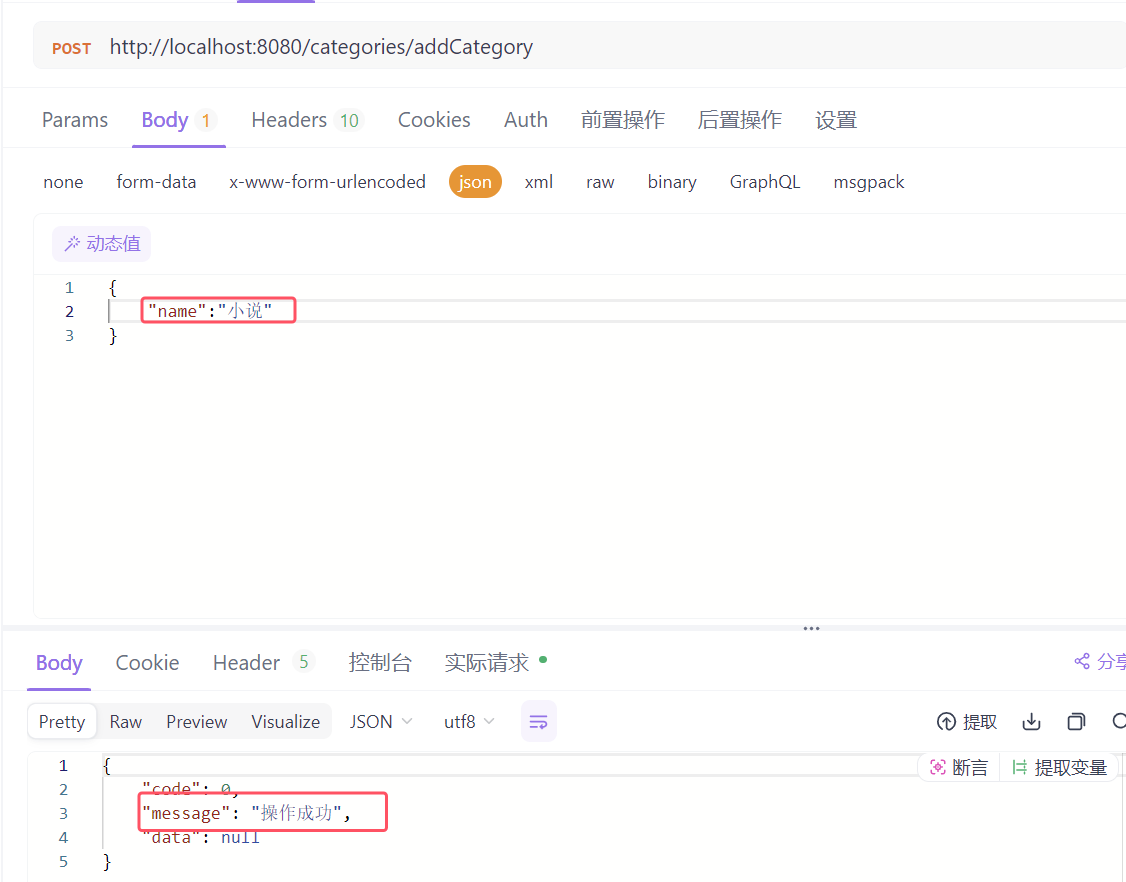 POST http://localhost:8080/categories/addCategory
Params Body 1 Headers 10 Cookies Auth 前置操作 后置操作 设置
none form-data x-www-form-urlencoded json xml raw binary GraphQL msgpack
动态值
1 {
2 "name":"小说"
3 }
Body Cookie Header 5 控制台 实际请求 分享
Pretty Raw Preview Visualize JSON utf8 提取
1 { 断言 提取变量
2 "code": 0,
3 "message": "操作成功",
4 "data": null
5 }